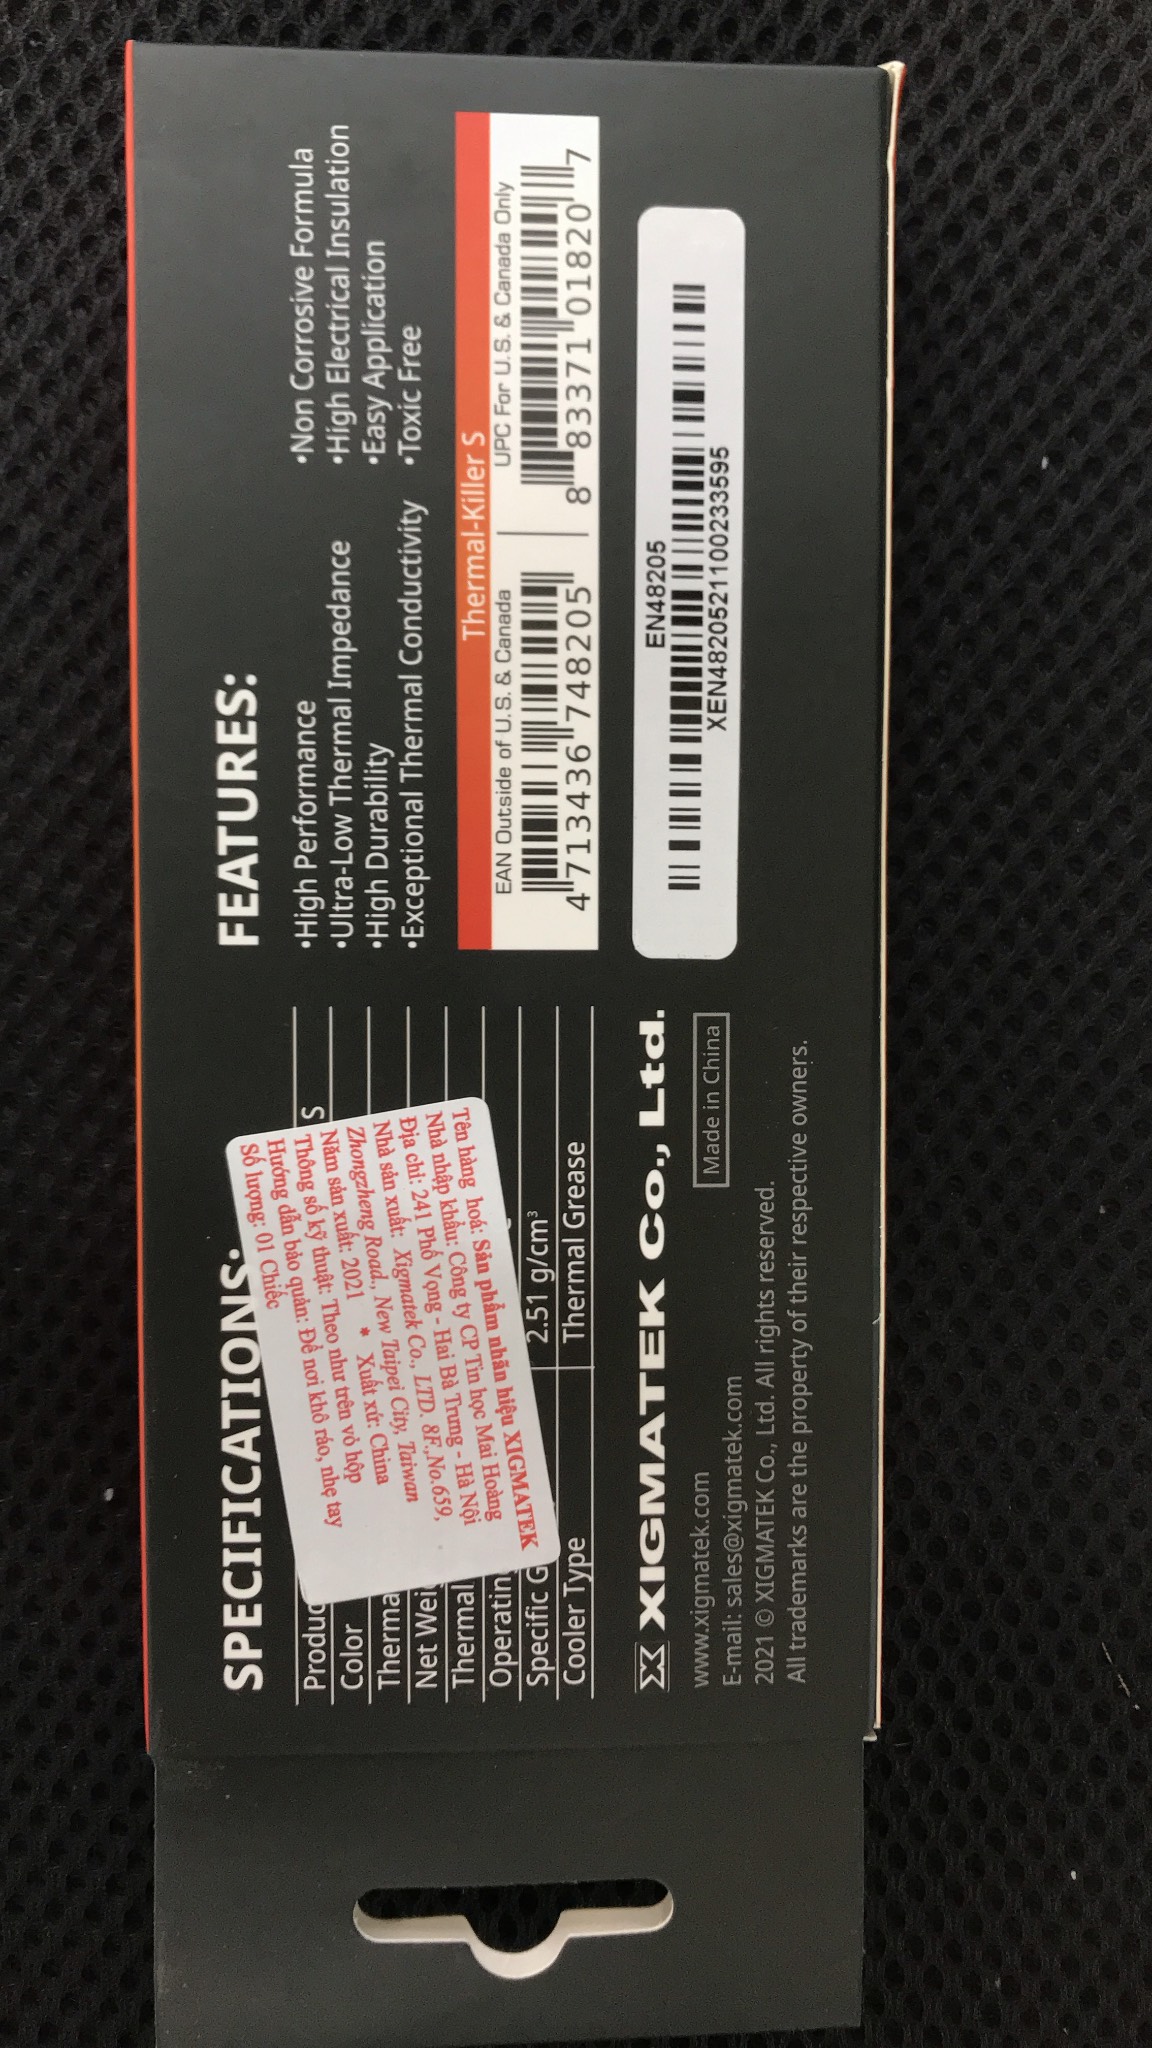 SPECIFICATIONS:
S
Color
Net
Thermal
2.51 g/cm³
Cooler Type Thermal Grease
Tên hàng hoá: Sản phẩm nhãn hiệu XIGMATEK
Nhà nhập khẩu: Công ty CP Tin học Mai Hoàng
Địa chỉ: 241 Phố Vọng - Hai Bà Trưng - Hà Nội
Nhà sản xuất: Xigmatek Co., LTD. 8F.,No.659,
Zhongzheng Road., New Taipei City, Taiwan
Năm sản xuất: 2021 * Xuất xứ: China
Thông số kỹ thuật: Theo như trên vỏ hộp
Hướng dẫn bảo quản: Để nơi khô ráo, nhẹ tay
Số lượng: 01 Chiếc
XIGMATEK Co., Ltd.
www.xigmatek.com
Made in China
E-mail: sales@xigmatek.com
2021 © XIGMATEK Co., Ltd. All rights reserved.
All trademarks are the property of their respective owners.
FEATURES:
•High Performance
•Ultra-Low Thermal Impedance
•High Durability
•Exceptional Thermal Conductivity
•Non Corrosive Formula
•High Electrical Insulation
•Easy Application
•Toxic Free
Thermal-Killer S
EAN Outside of U.S. & Canada
4 713436 748205
UPC For U.S. & Canada Only
8 83371 01820 7
EN48205
XEN482052110023​3595